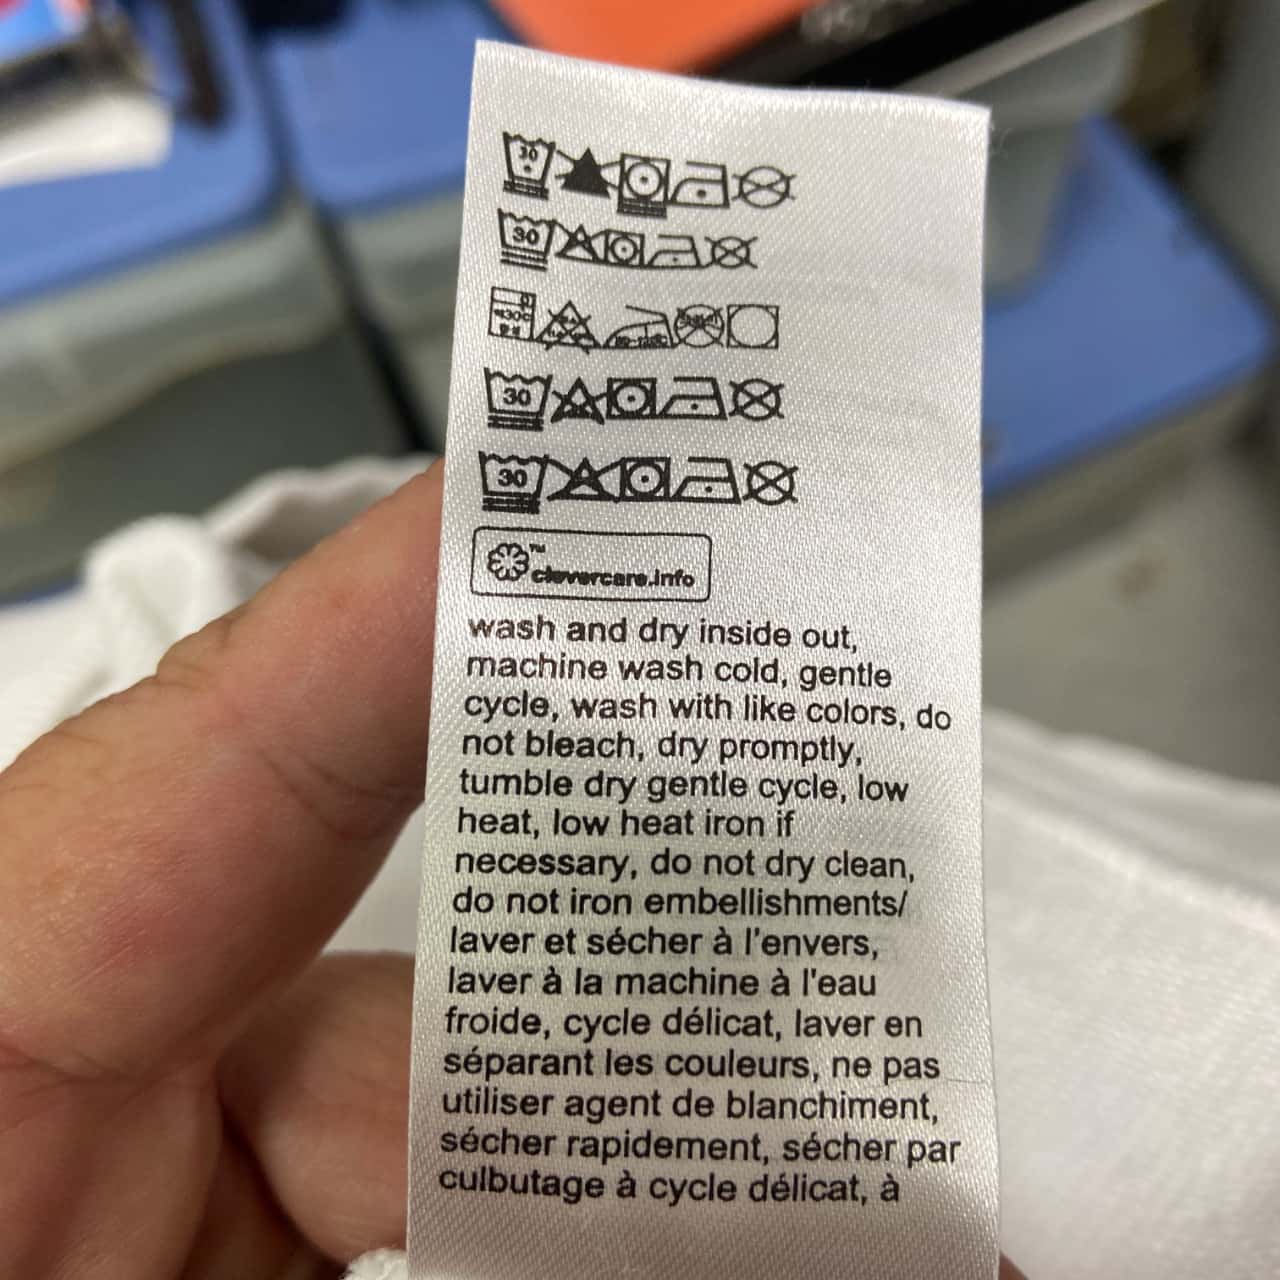 30
30
30
30
™
clevercare.info
wash and dry inside out,
machine wash cold, gentle
cycle, wash with like colors, do
not bleach, dry promptly,
tumble dry gentle cycle, low
heat, low heat iron if
necessary, do not dry clean,
do not iron embellishments/
laver et sécher à l'envers,
laver à la machine à l'eau
froide, cycle délicat, laver en
séparant les couleurs, ne pas
utiliser agent de blanchiment,
sécher rapidement, sécher par
culbutage à cycle délicat, à